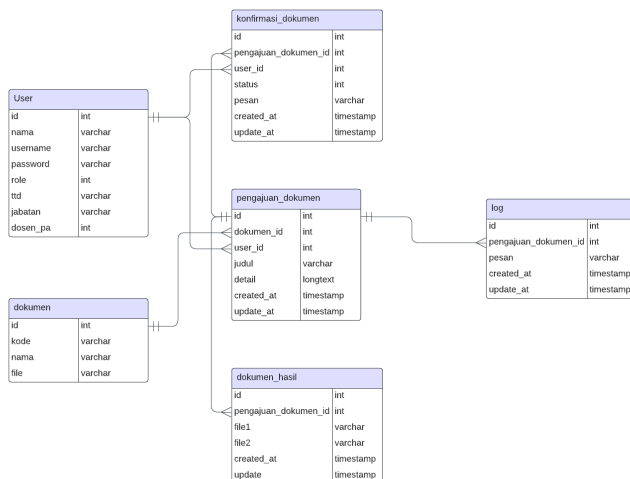 konfirmasi_dokumen
id int
pengajuan_dokumen_id int
user_id int
status int
pesan varchar
created_at timestamp
update_at timestamp
User
id int
nama varchar
username varchar
password varchar
role int
ttd varchar
jabatan varchar
dosen_pa int
pengajuan_dokumen
id int
dokumen_id int
user_id int
judul varchar
detail longtext
created_at timestamp
update_at timestamp
log
id int
pengajuan_dokumen_id int
pesan varchar
created_at timestamp
update_at timestamp
dokumen
id int
kode varchar
nama varchar
file varchar
dokumen_hasil
id int
pengajuan_dokumen_id int
file1 varchar
file2 varchar
created_at timestamp
update timestamp